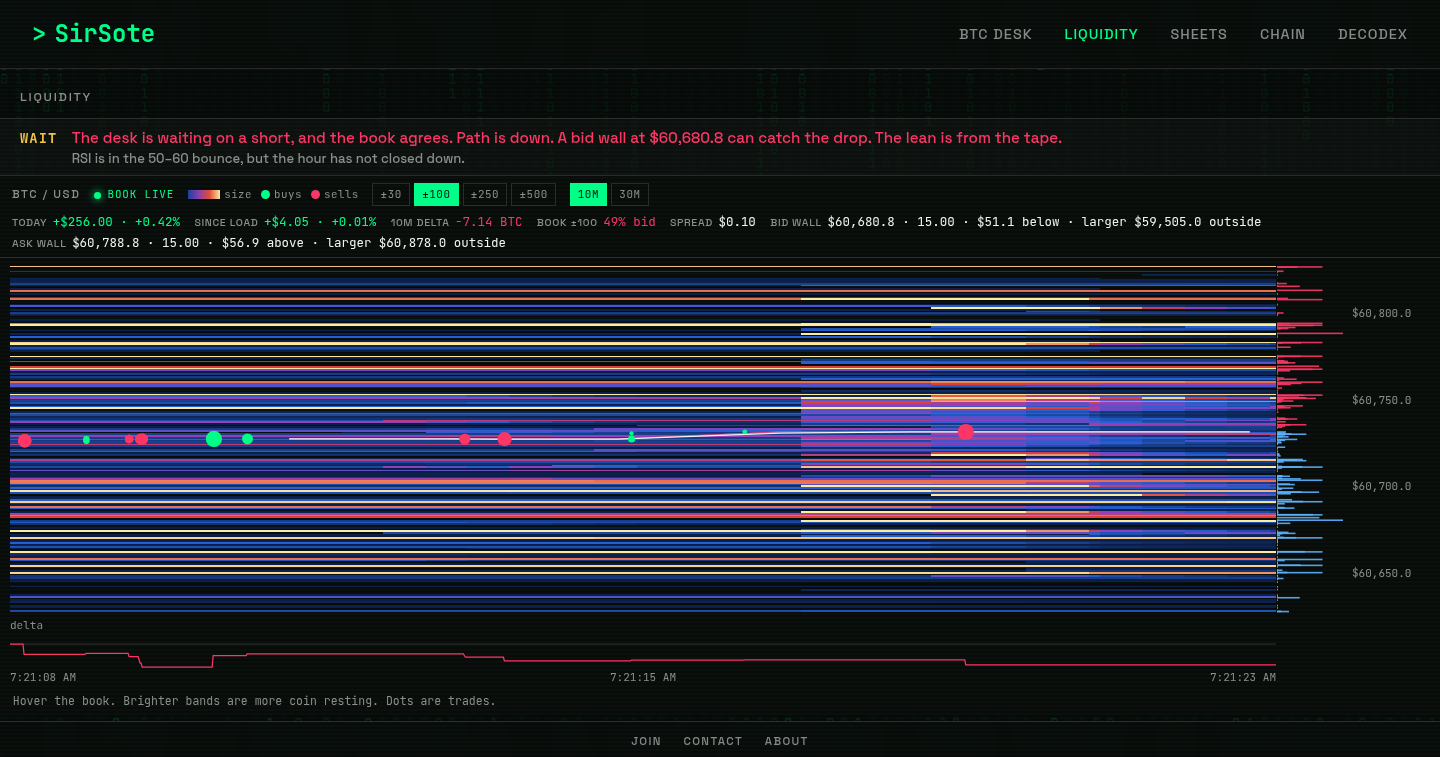 > SirSote
BTC DESK LIQUIDITY SHEETS CHAIN DECODEX
LIQUIDITY
WAIT The desk is waiting on a short, and the book agrees. Path is down. A bid wall at $60,680.8 can catch the drop. The lean is from the tape.
RSI is in the 50–60 bounce, but the hour has not closed down.
BTC / USD BOOK LIVE size buys sells ±30 ±100 ±250 ±500 10M 30M
TODAY +$256.00 · +0.42% SINCE LOAD +$4.05 · +0.01% 10M DELTA -7.14 BTC BOOK ±100 49% bid SPREAD $0.10 BID WALL $60,680.8 · 15.00 · $51.1 below · larger $59,505.0 outside
ASK WALL $60,788.8 · 15.00 · $56.9 above · larger $60,878.0 outside
$60,800.0
$60,750.0
$60,700.0
$60,650.0
delta
7:21:08 AM 7:21:15 AM 7:21:23 AM
Hover the book. Brighter bands are more coin resting. Dots are trades.
JOIN CONTACT ABOUT